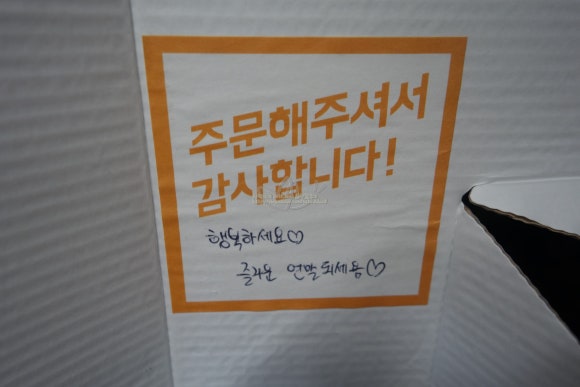 주문해주셔서
감사합니다!
행복하세요♡
즐거운 연말 되세용♡